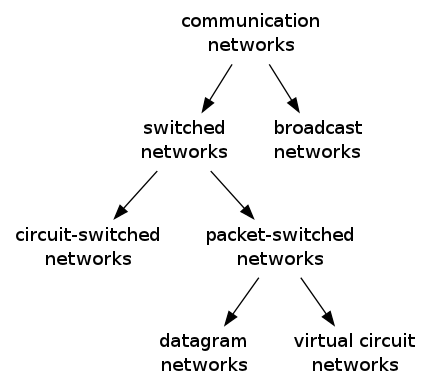 communication
networks
switched
networks
broadcast
networks
circuit-switched
networks
packet-switched
networks
datagram
networks
virtual circuit
networks